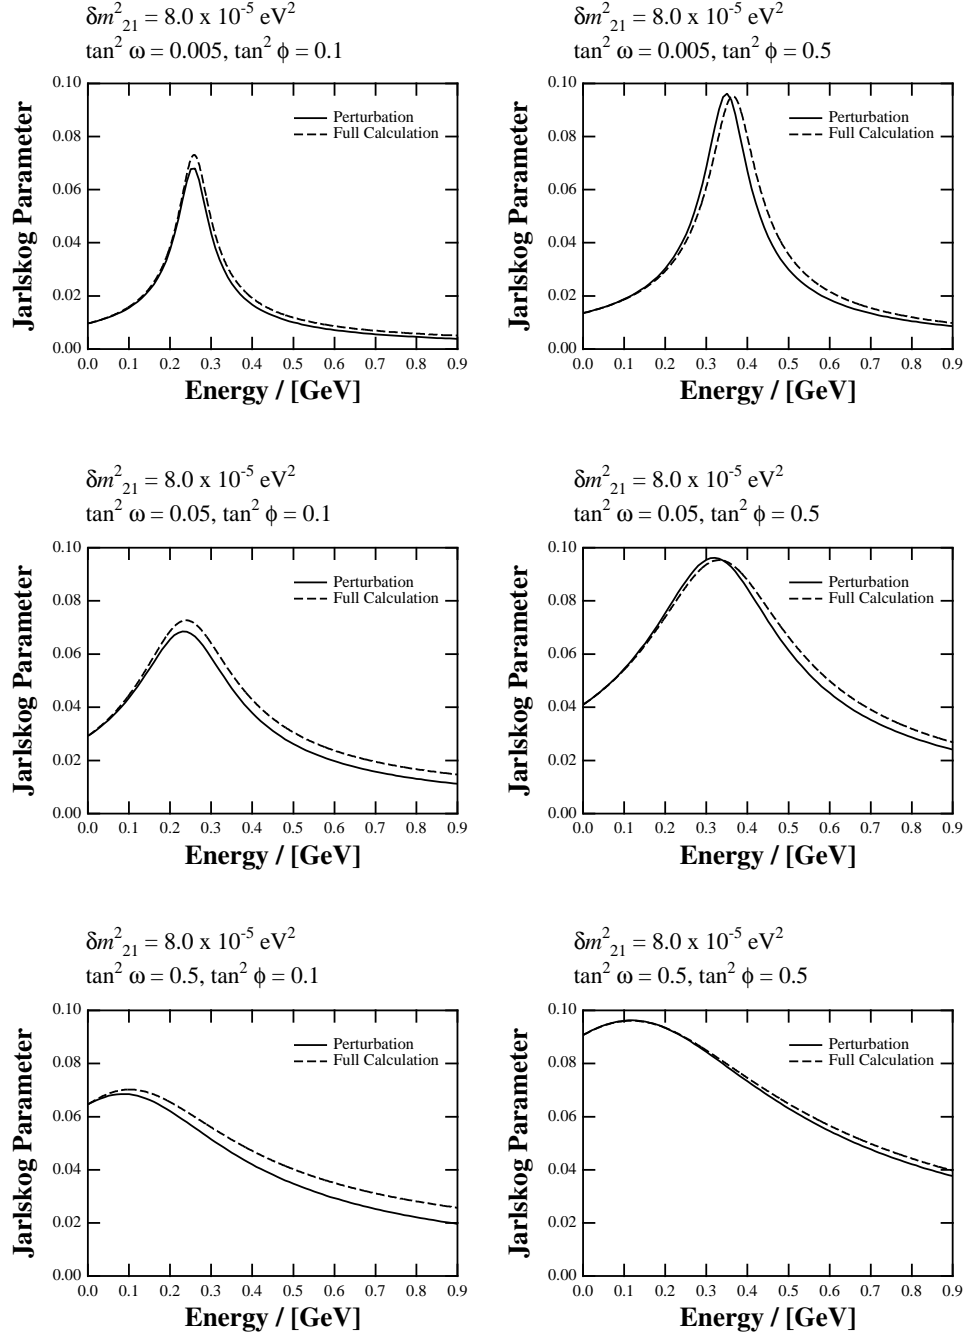 δm²₂₁ = 8.0 x 10⁻⁵ eV²
tan² ω = 0.005, tan² ϕ = 0.1
0.10
0.08
0.06
0.04
0.02
0.00
Jarlskog Parameter
Perturbation
Full Calculation
0.0 0.1 0.2 0.3 0.4 0.5 0.6 0.7 0.8 0.9
Energy / [GeV]
δm²₂₁ = 8.0 x 10⁻⁵ eV²
tan² ω = 0.005, tan² ϕ = 0.5
0.10
0.08
0.06
0.04
0.02
0.00
Jarlskog Parameter
Perturbation
Full Calculation
0.0 0.1 0.2 0.3 0.4 0.5 0.6 0.7 0.8 0.9
Energy / [GeV]
δm²₂₁ = 8.0 x 10⁻⁵ eV²
tan² ω = 0.05, tan² ϕ = 0.1
0.10
0.08
0.06
0.04
0.02
0.00
Jarlskog Parameter
Perturbation
Full Calculation
0.0 0.1 0.2 0.3 0.4 0.5 0.6 0.7 0.8 0.9
Energy / [GeV]
δm²₂₁ = 8.0 x 10⁻⁵ eV²
tan² ω = 0.05, tan² ϕ = 0.5
0.10
0.08
0.06
0.04
0.02
0.00
Jarlskog Parameter
Perturbation
Full Calculation
0.0 0.1 0.2 0.3 0.4 0.5 0.6 0.7 0.8 0.9
Energy / [GeV]
δm²₂₁ = 8.0 x 10⁻⁵ eV²
tan² ω = 0.5, tan² ϕ = 0.1
0.10
0.08
0.06
0.04
0.02
0.00
Jarlskog Parameter
Perturbation
Full Calculation
0.0 0.1 0.2 0.3 0.4 0.5 0.6 0.7 0.8 0.9
Energy / [GeV]
δm²₂₁ = 8.0 x 10⁻⁵ eV²
tan² ω = 0.5, tan² ϕ = 0.5
0.10
0.08
0.06
0.04
0.02
0.00
Jarlskog Parameter
Perturbation
Full Calculation
0.0 0.1 0.2 0.3 0.4 0.5 0.6 0.7 0.8 0.9
Energy / [GeV]